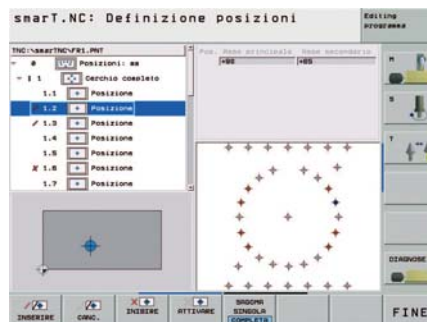 smarT.NC: Definizione posizioni
Editing
programma
TNC:\smarTNC\FR1.PNT
0 Posizioni: mm
1 Cerchio completo
1.1 Posizione
1.2 Posizione
1.3 Posizione
1.4 Posizione
1.5 Posizione
1.6 Posizione
1.7 Posizione
Pos. Asse principale Asse secondario
M
S
T
DIAGNOSE
INSERIRE
CANC.
INIBIRE
ATTIVARE
SAGOMA
SINGOLA
COMPLETA
FINE